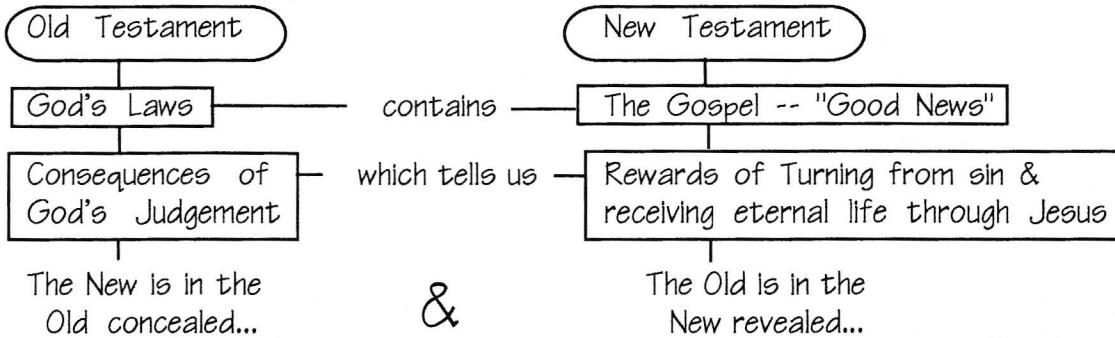 Old Testament
New Testament
God's Laws
contains
The Gospel -- "Good News"
Consequences of
God's Judgement
which tells us
Rewards of Turning from sin &
receiving eternal life through Jesus
The New is in the
Old concealed...
&
The Old is in the
New revealed...